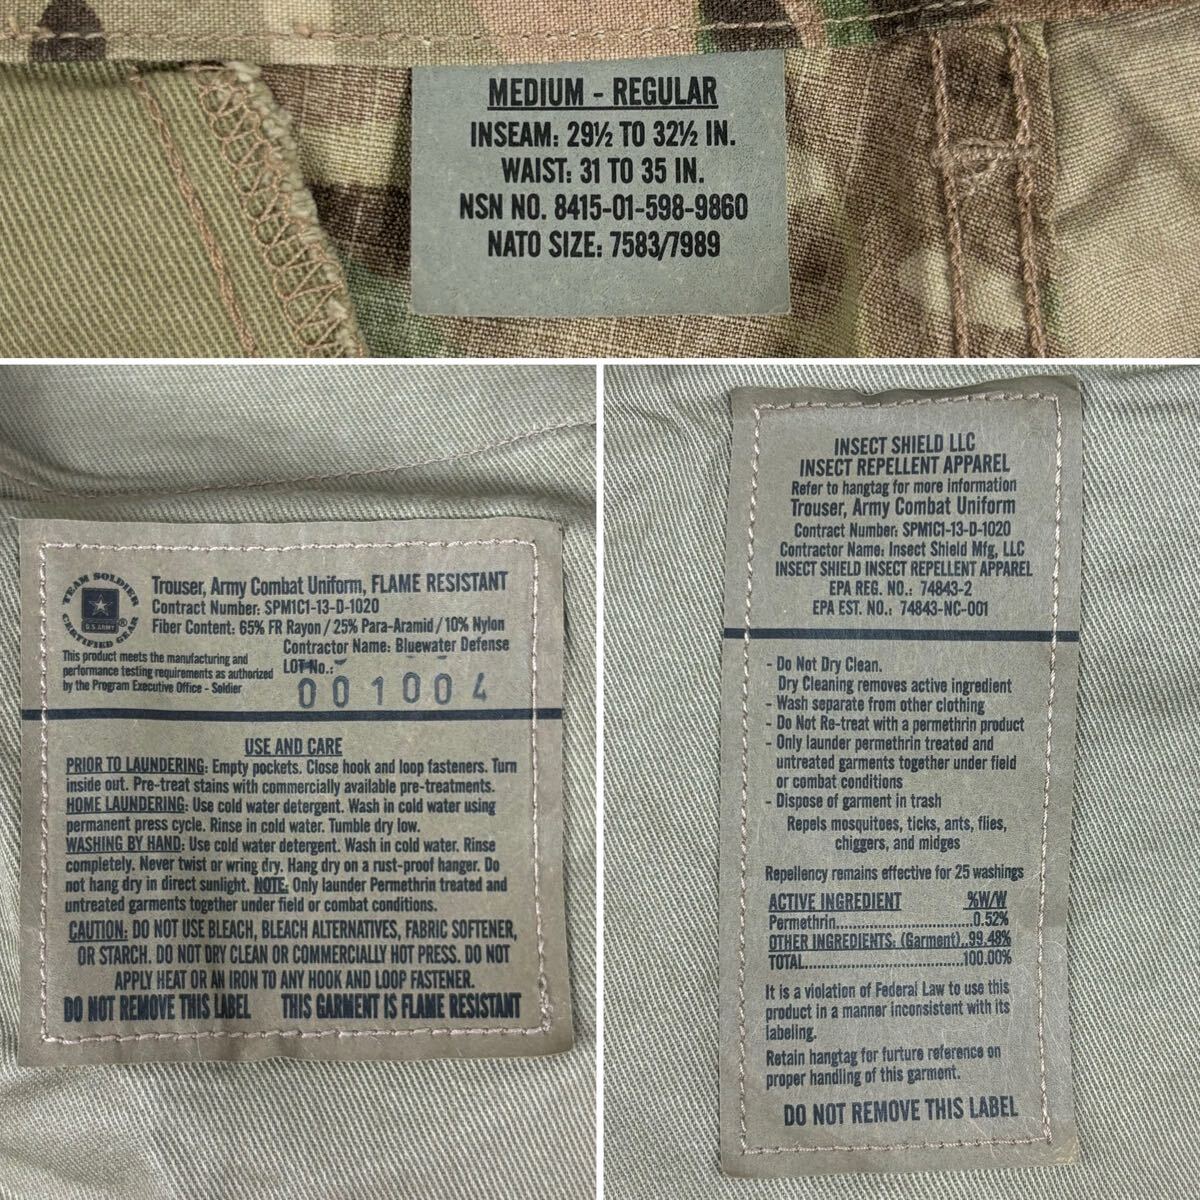 MEDIUM - REGULAR
INSEAM: 29½ TO 32½ IN.
WAIST: 31 TO 35 IN.
NSN NO. 8415-01-598-9860
NATO SIZE: 7583/7989
TEAM SOLDIER
U.S. ARMY
CERTIFIED GEAR
®
Trouser, Army Combat Uniform, FLAME RESISTANT
Contract Number: SPM1C1-13-D-1020
Fiber Content: 65% FR Rayon / 25% Para-Aramid / 10% Nylon
Contractor Name: Bluewater Defense
This product meets the manufacturing and
performance testing requirements as authorized
by the Program Executive Office - Soldier
LOT No.:
001004
USE AND CARE
PRIOR TO LAUNDERING: Empty pockets. Close hook and loop fasteners. Turn
inside out. Pre-treat stains with commercially available pre-treatments.
HOME LAUNDERING: Use cold water detergent. Wash in cold water using
permanent press cycle. Rinse in cold water. Tumble dry low.
WASHING BY HAND: Use cold water detergent. Wash in cold water. Rinse
completely. Never twist or wring dry. Hang dry on a rust-proof hanger. Do
not hang dry in direct sunlight. NOTE: Only launder Permethrin treated and
untreated garments together under field or combat conditions.
CAUTION: DO NOT USE BLEACH, BLEACH ALTERNATIVES, FABRIC SOFTENER,
OR STARCH. DO NOT DRY CLEAN OR COMMERCIALLY HOT PRESS. DO NOT
APPLY HEAT OR AN IRON TO ANY HOOK AND LOOP FASTENER.
DO NOT REMOVE THIS LABEL THIS GARMENT IS FLAME RESISTANT
INSECT SHIELD LLC
INSECT REPELLENT APPAREL
Refer to hangtag for more information
Trouser, Army Combat Uniform
Contract Number: SPM1C1-13-D-1020
Contractor Name: Insect Shield Mfg, LLC
INSECT SHIELD INSECT REPELLENT APPAREL
EPA REG. NO.: 74843-2
EPA EST. NO.: 74843-NC-001
- Do Not Dry Clean.
Dry Cleaning removes active ingredient
- Wash separate from other clothing
- Do Not Re-treat with a permethrin product
- Only launder permethrin treated and
untreated garments together under field
or combat conditions
- Dispose of garment in trash
Repels mosquitoes, ticks, ants, flies,
chiggers, and midges
Repellency remains effective for 25 washings
ACTIVE INGREDIENT %W/W
Permethrin....................0.52%
OTHER INGREDIENTS: (Garment)..99.48%
TOTAL.......................100.00%
It is a violation of Federal Law to use this
product in a manner inconsistent with its
labeling.
Retain hangtag for furture reference on
proper handling of this garment.
DO NOT REMOVE THIS LABEL